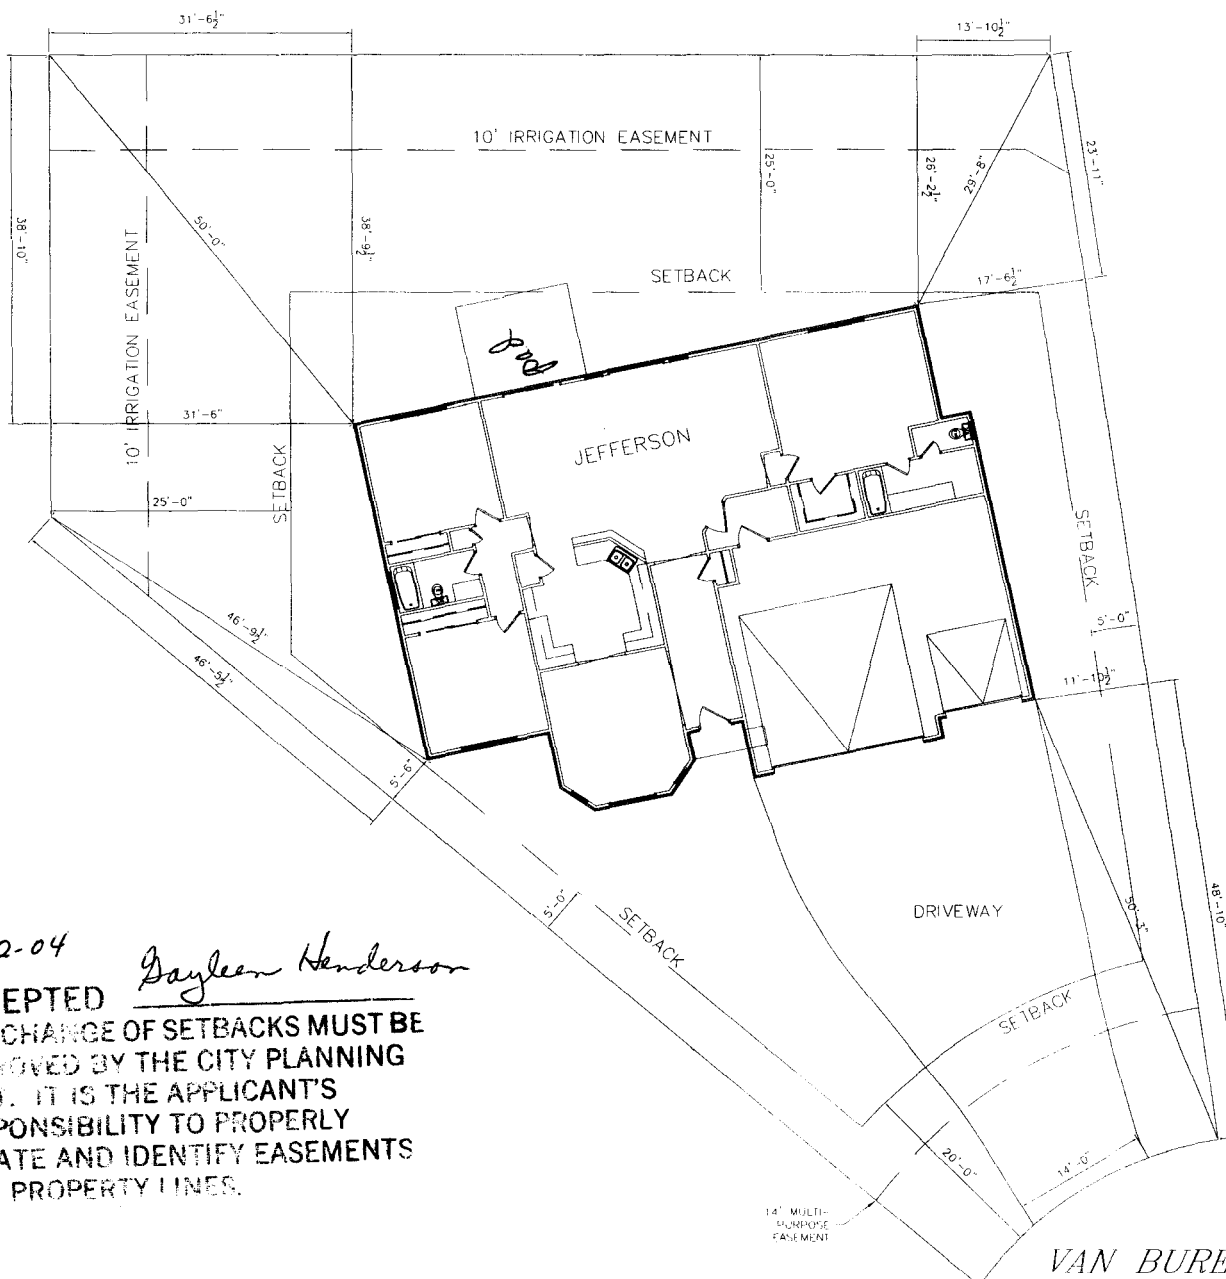 31'-6½"
13'-10½"
10' IRRIGATION EASEMENT
38'-10"
50'-0"
38'-9½"
25'-0"
26'-2½"
29'-8"
23'-11"
10' IRRIGATION EASEMENT
SETBACK
17'-6½"
pad
31'-6"
JEFFERSON
SETBACK
25'-0"
SETBACK
46'-9½"
46'-5½"
5'-0"
11'-10½"
5'-6"
5'-0"
SETBACK
DRIVEWAY
50'-3"
48'-10"
2-04
Gayleen Henderson
EPTED
CHANGE OF SETBACKS MUST BE
ROVED BY THE CITY PLANNING
IT IS THE APPLICANT'S
PONSIBILITY TO PROPERLY
ATE AND IDENTIFY EASEMENTS
PROPERTY LINES.
SETBACK
20'-0"
14'-0"
14' MULTI-
PURPOSE
EASEMENT
VAN BURE